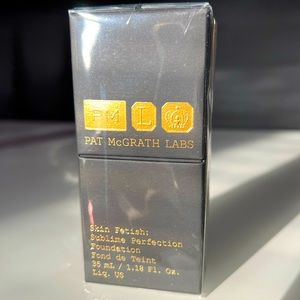 PM L
PAT McGRATH LABS
Skin Fetish:
Sublime Perfection
Foundation
Fond de Teint
35 mL / 1.18 Fl. Oz.
Liq. US